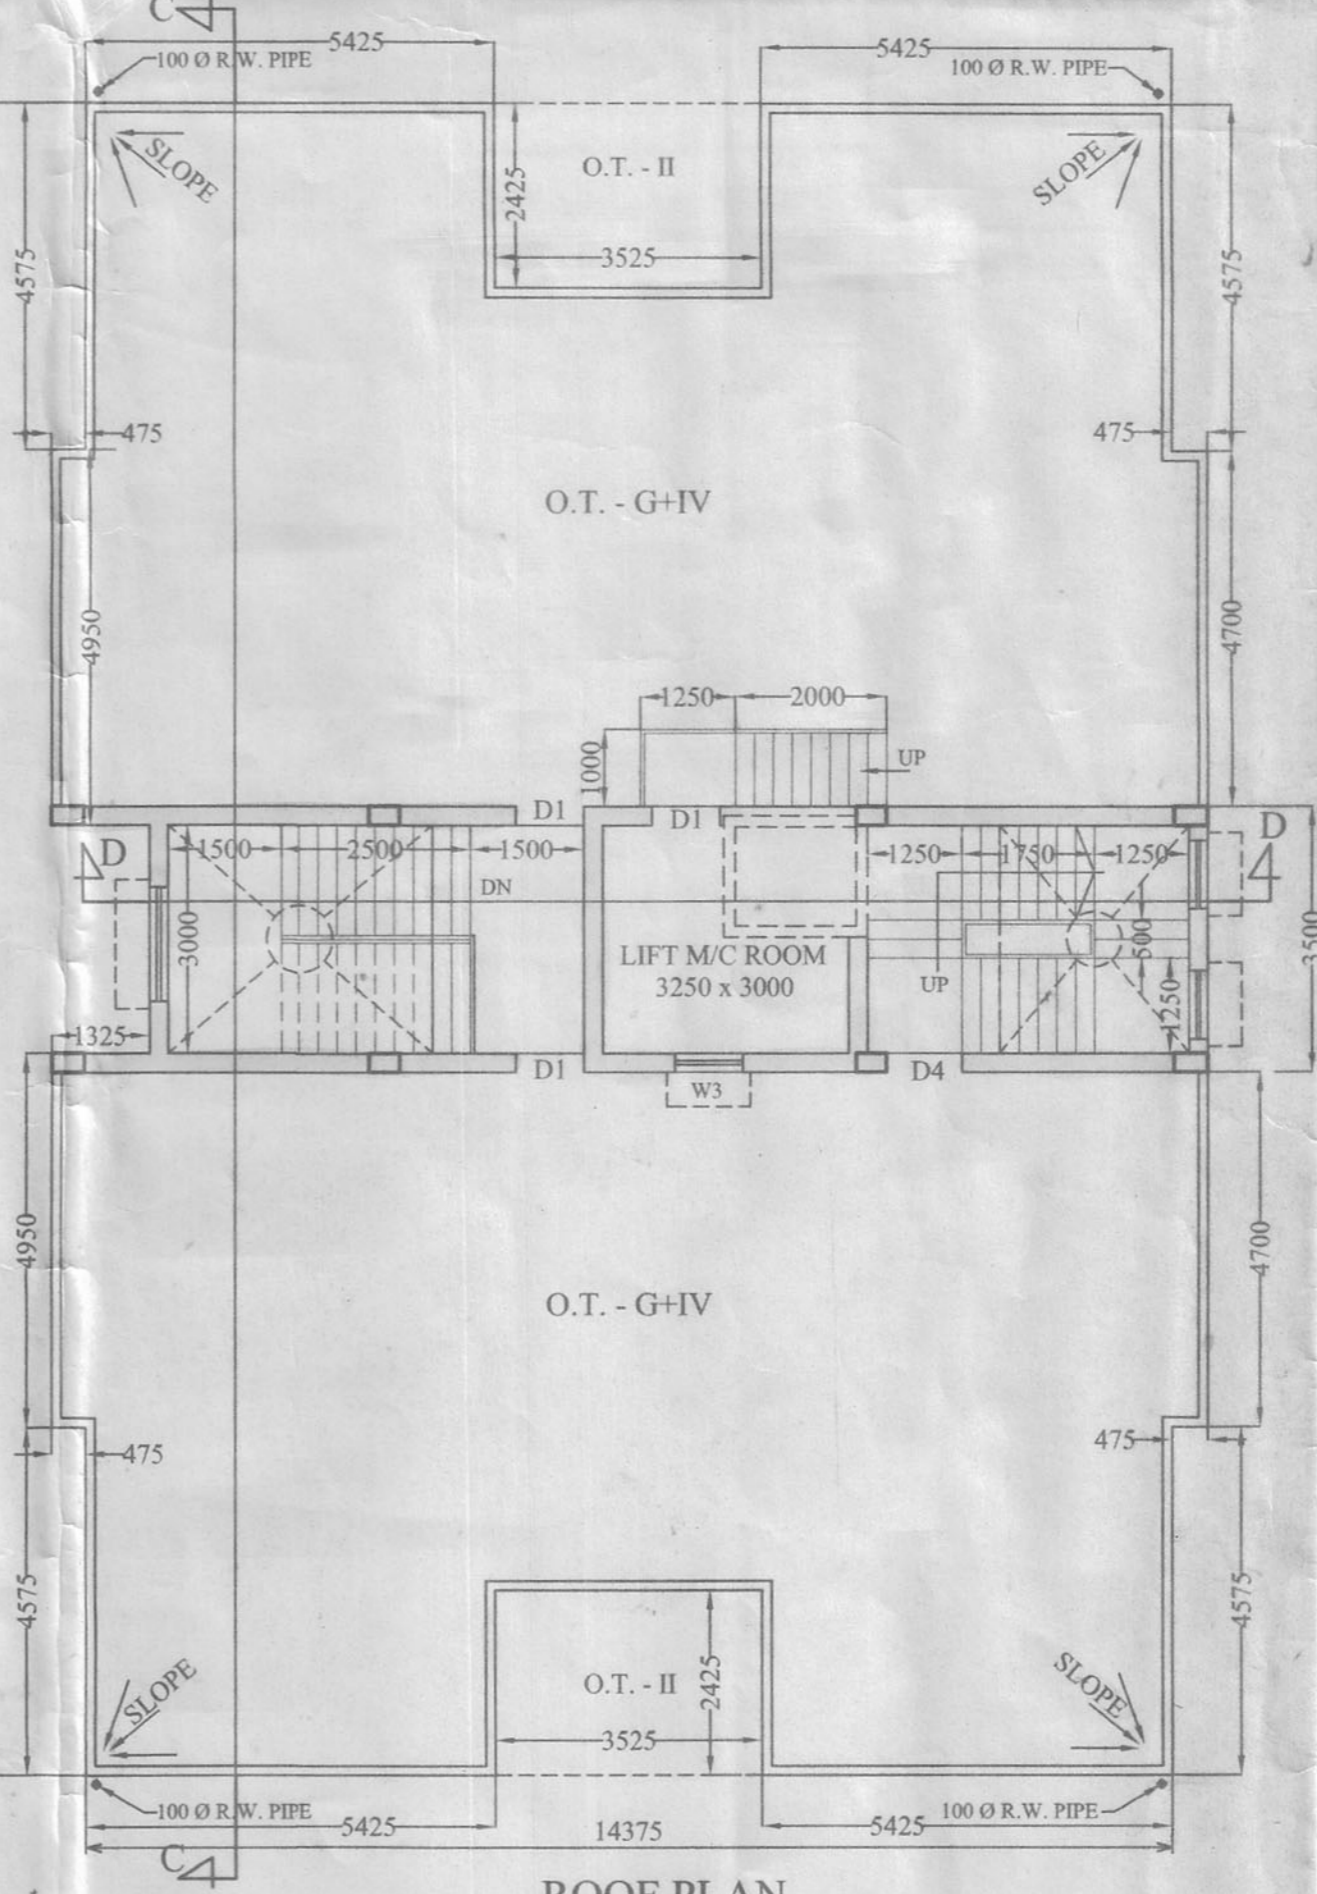 C
5425
5425
100 Ø R.W. PIPE
100 Ø R.W. PIPE
SLOPE
O.T. - II
SLOPE
2425
3525
4575
4575
475
475
O.T. - G+IV
4950
4700
1250
2000
1000
UP
D1
D1
D
D
1500
2500
1500
1250
1750
1250
DN
3000
LIFT M/C ROOM
3250 x 3000
500
3500
UP
1250
1325
D1
W3
D4
4950
4700
O.T. - G+IV
475
475
4575
4575
SLOPE
O.T. - II
2425
SLOPE
3525
100 Ø R.W. PIPE
100 Ø R.W. PIPE
5425
14375
5425
C
ROOF PLAN